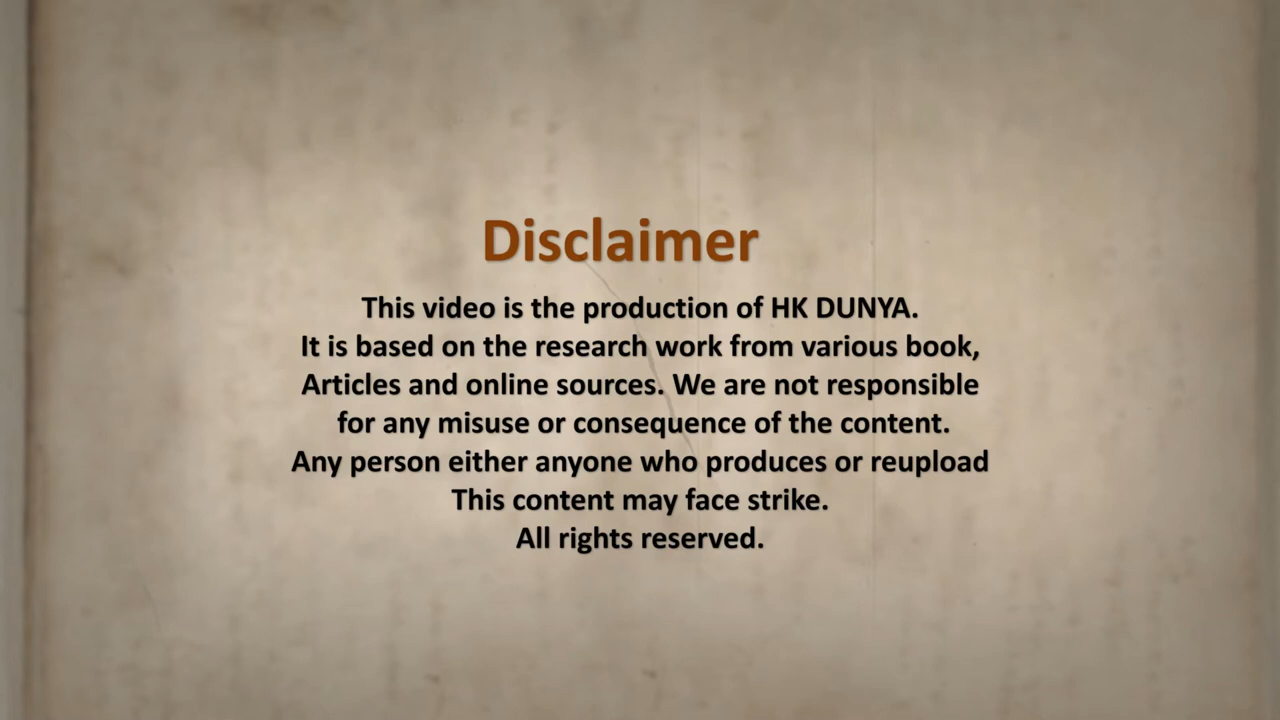 Disclaimer
This video is the production of HK DUNYA.
It is based on the research work from various book,
Articles and online sources. We are not responsible
for any misuse or consequence of the content.
Any person either anyone who produces or reupload
This content may face strike.
All rights reserved.